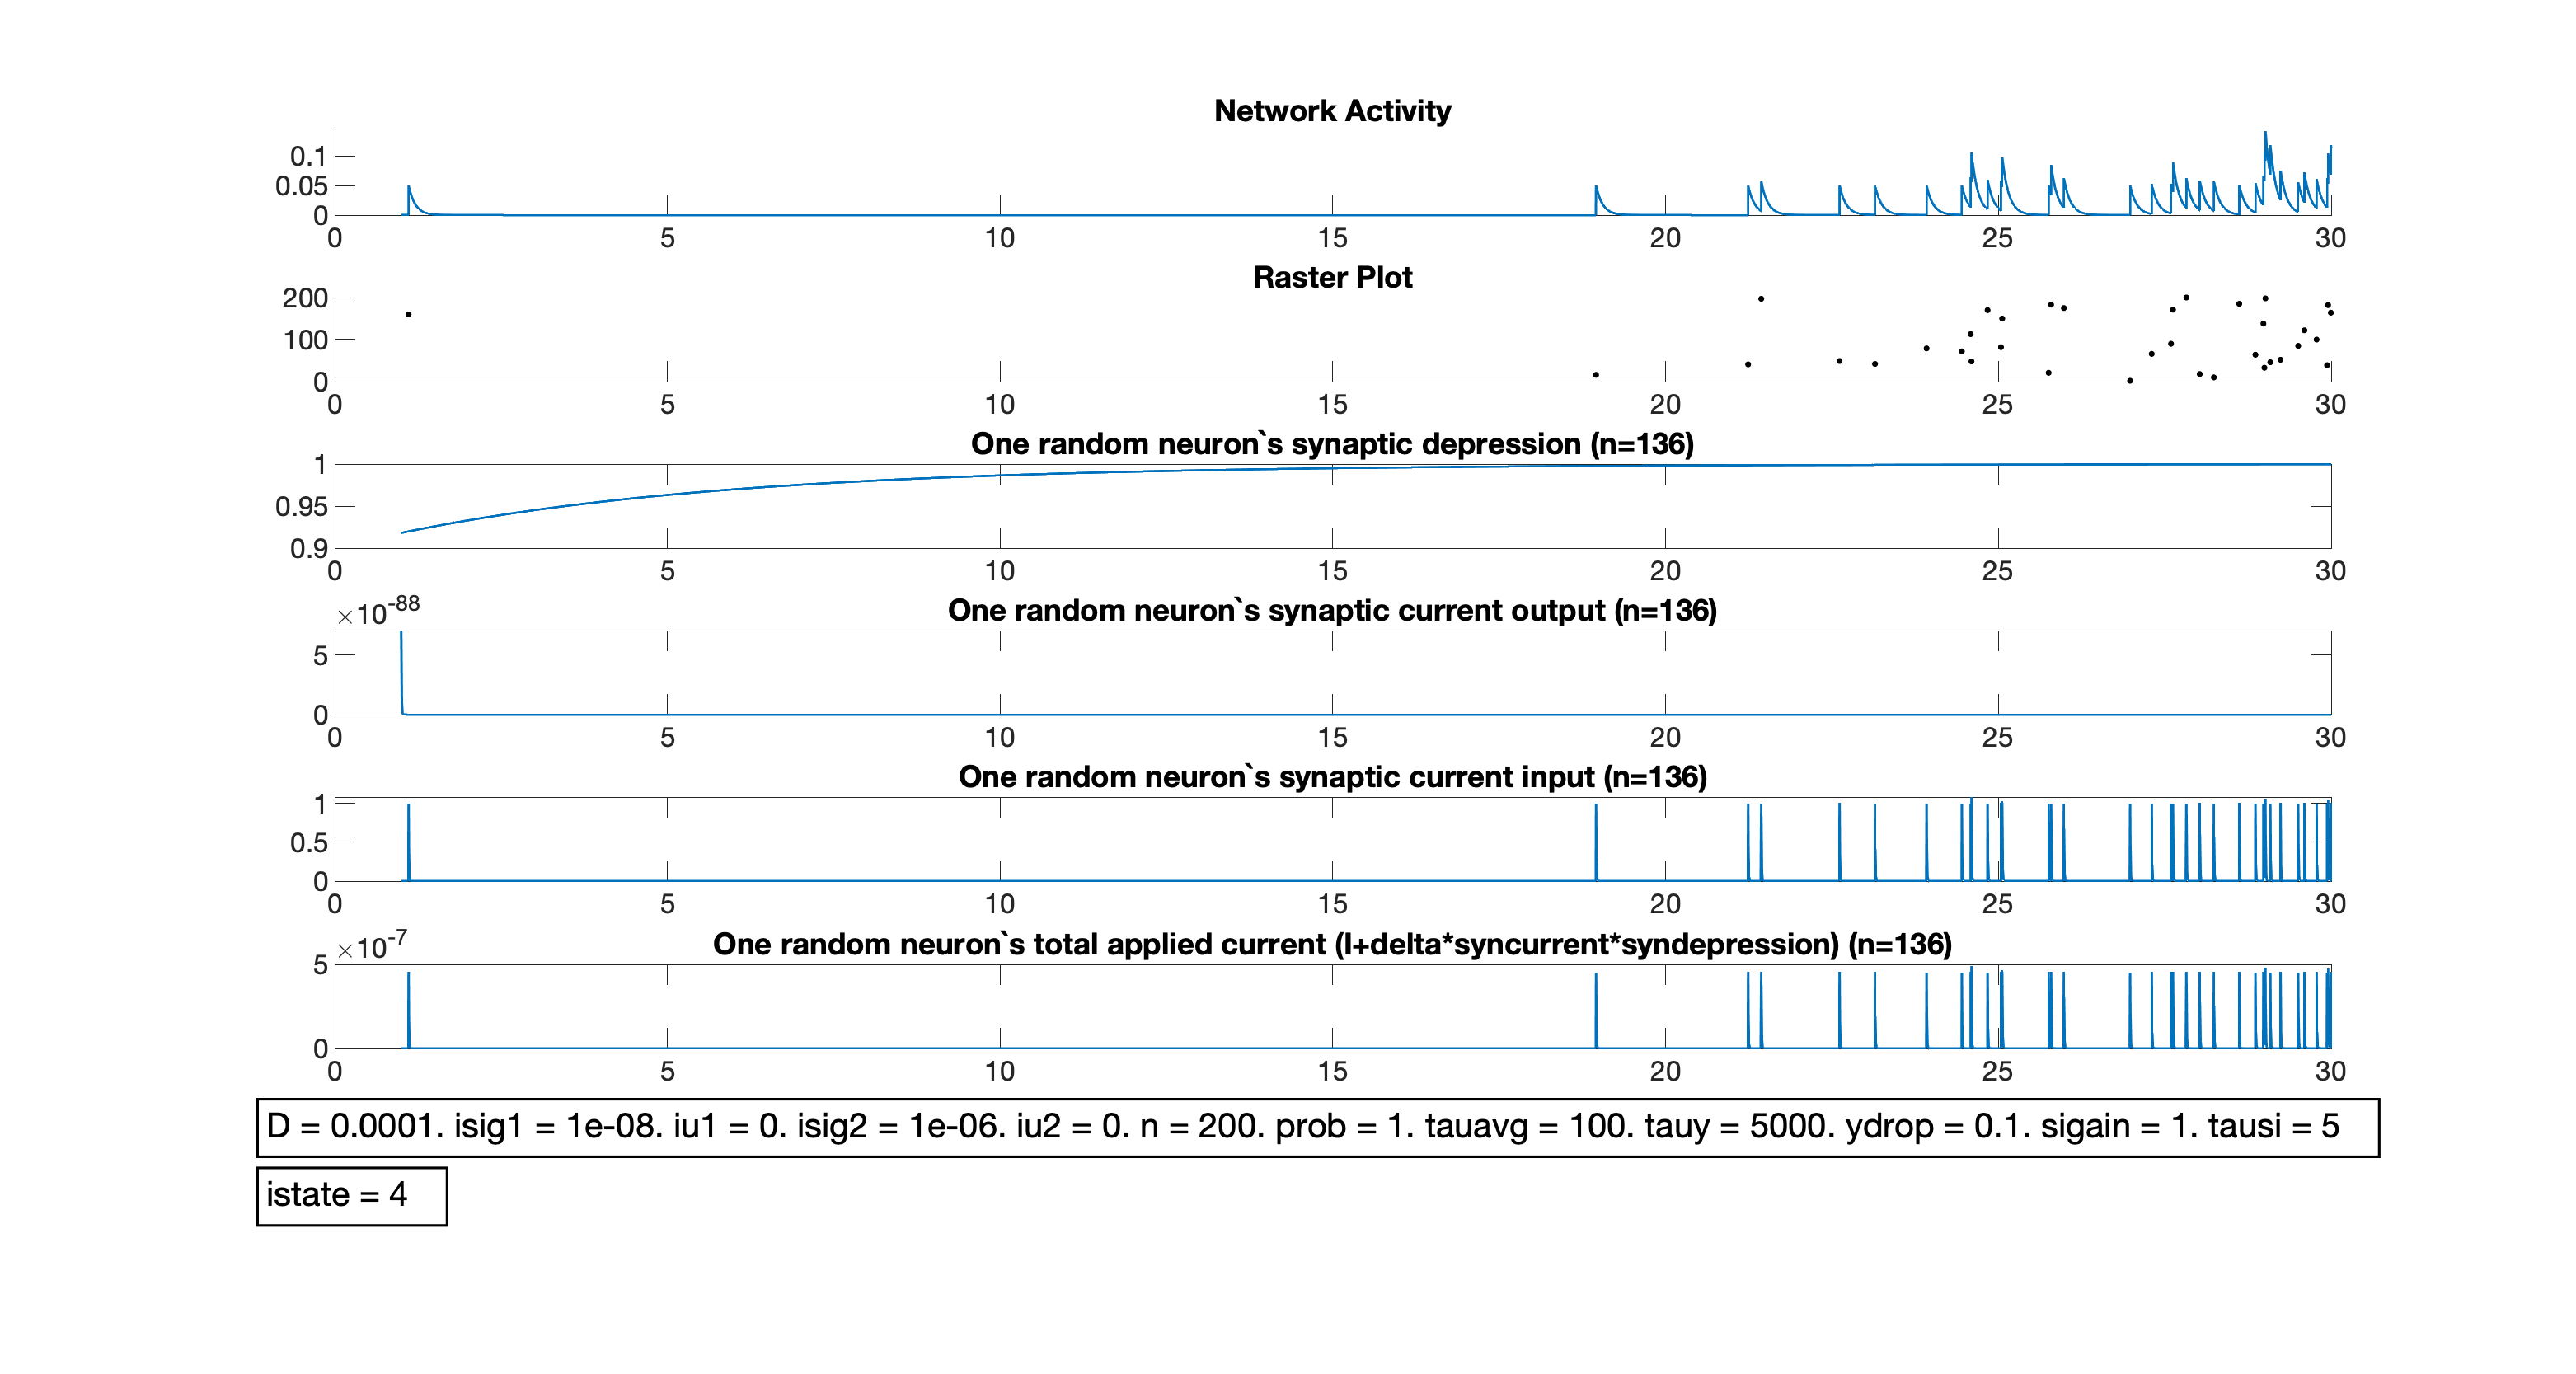 Network Activity
0.1
0.05
0
0 5 10 15 20 25 30
Raster Plot
200
100
0
0 5 10 15 20 25 30
One random neuron`s synaptic depression (n=136)
1
0.95
0.9
0 5 10 15 20 25 30
×10-88
One random neuron`s synaptic current output (n=136)
5
0
0 5 10 15 20 25 30
One random neuron`s synaptic current input (n=136)
1
0.5
0
0 5 10 15 20 25 30
×10-7
One random neuron`s total applied current (I+delta*syncurrent*syndepression) (n=136)
5
0
0 5 10 15 20 25 30
D = 0.0001. isig1 = 1e-08. iu1 = 0. isig2 = 1e-06. iu2 = 0. n = 200. prob = 1. tauavg = 100. tauy = 5000. ydrop = 0.1. sigain = 1. tausi = 5
istate = 4